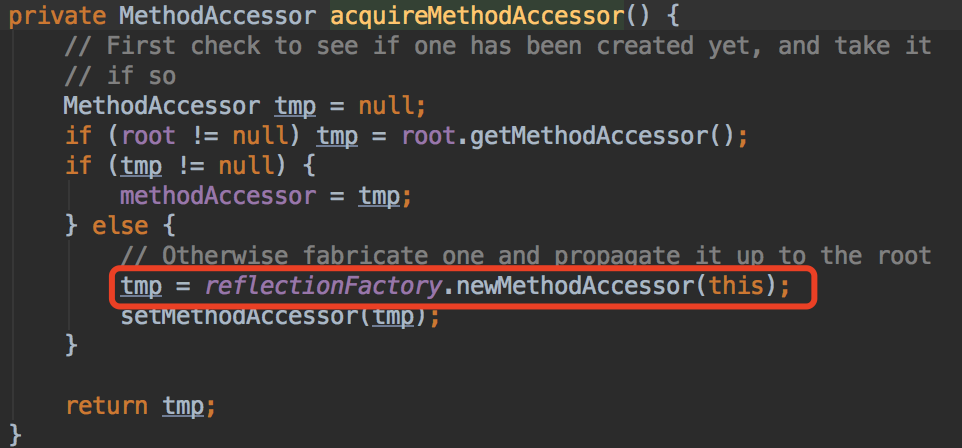 private MethodAccessor acquireMethodAccessor() {
// First check to see if one has been created yet, and take it
// if so
MethodAccessor tmp = null;
if (root != null) tmp = root.getMethodAccessor();
if (tmp != null) {
methodAccessor = tmp;
} else {
// Otherwise fabricate one and propagate it up to the root
tmp = reflectionFactory.newMethodAccessor(this);
setMethodAccessor(tmp);
}
return tmp;
}